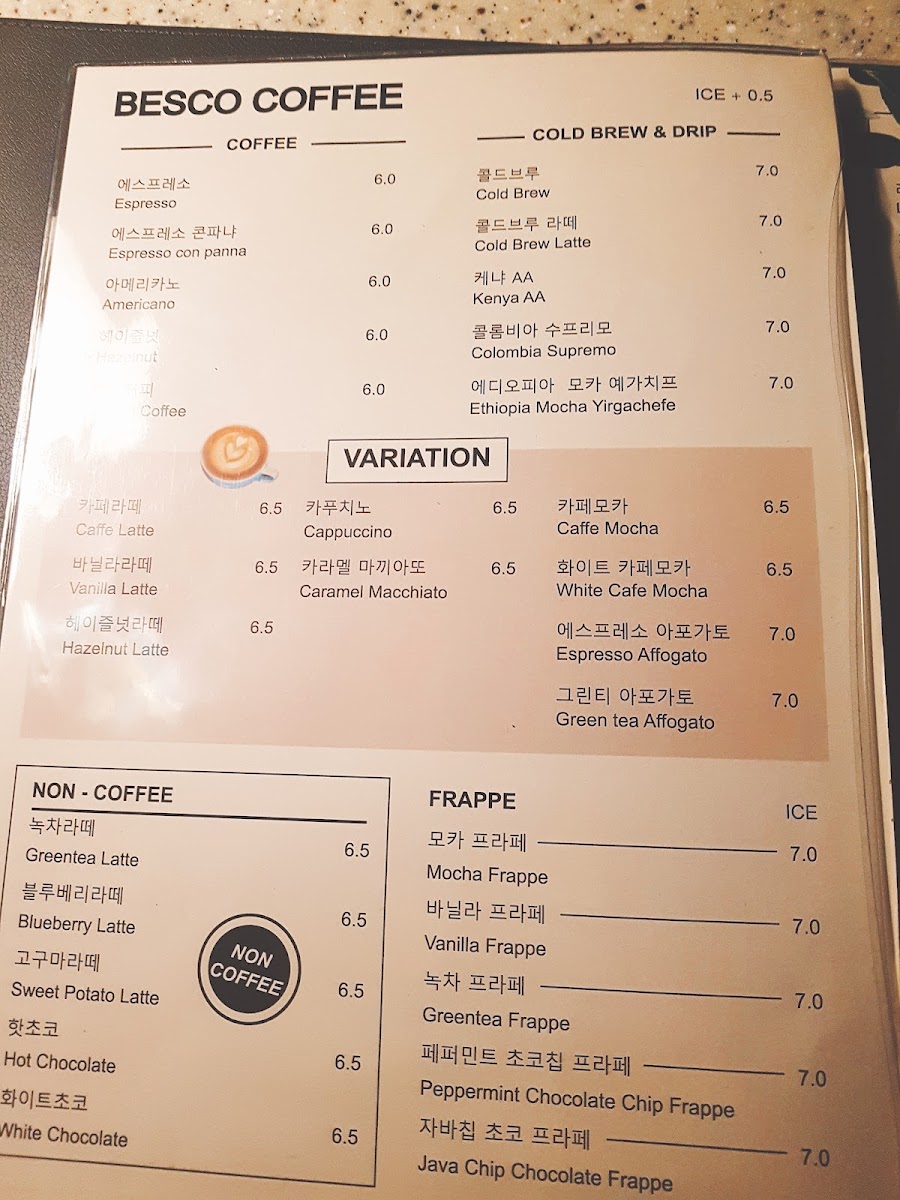 BESCO COFFEE
ICE + 0.5
COFFEE
에스프레소 6.0
Espresso
에스프레소 콘파냐 6.0
Espresso con panna
아메리카노 6.0
Americano
헤이즐넛 6.0
Hazelnut
6.0
Coffee
COLD BREW & DRIP
콜드브루 7.0
Cold Brew
콜드브루 라떼 7.0
Cold Brew Latte
케냐 AA 7.0
Kenya AA
콜롬비아 수프리모 7.0
Colombia Supremo
에디오피아 모카 예가치프 7.0
Ethiopia Mocha Yirgachefe
VARIATION
카페라떼 6.5
Caffe Latte
바닐라라떼 6.5
Vanilla Latte
헤이즐넛라떼 6.5
Hazelnut Latte
카푸치노 6.5
Cappuccino
카라멜 마끼아또 6.5
Caramel Macchiato
카페모카 6.5
Caffe Mocha
화이트 카페모카 6.5
White Cafe Mocha
에스프레소 아포가토 7.0
Espresso Affogato
그린티 아포가토 7.0
Green tea Affogato
NON - COFFEE
녹차라떼
Greentea Latte 6.5
블루베리라떼
Blueberry Latte 6.5
고구마라떼
Sweet Potato Latte 6.5
핫초코
Hot Chocolate 6.5
화이트초코
White Chocolate 6.5
NON
COFFEE
FRAPPE
ICE
모카 프라페 7.0
Mocha Frappe
바닐라 프라페 7.0
Vanilla Frappe
녹차 프라페 7.0
Greentea Frappe
페퍼민트 초코칩 프라페 7.0
Peppermint Chocolate Chip Frappe
자바칩 초코 프라페 7.0
Java Chip Chocolate Frappe